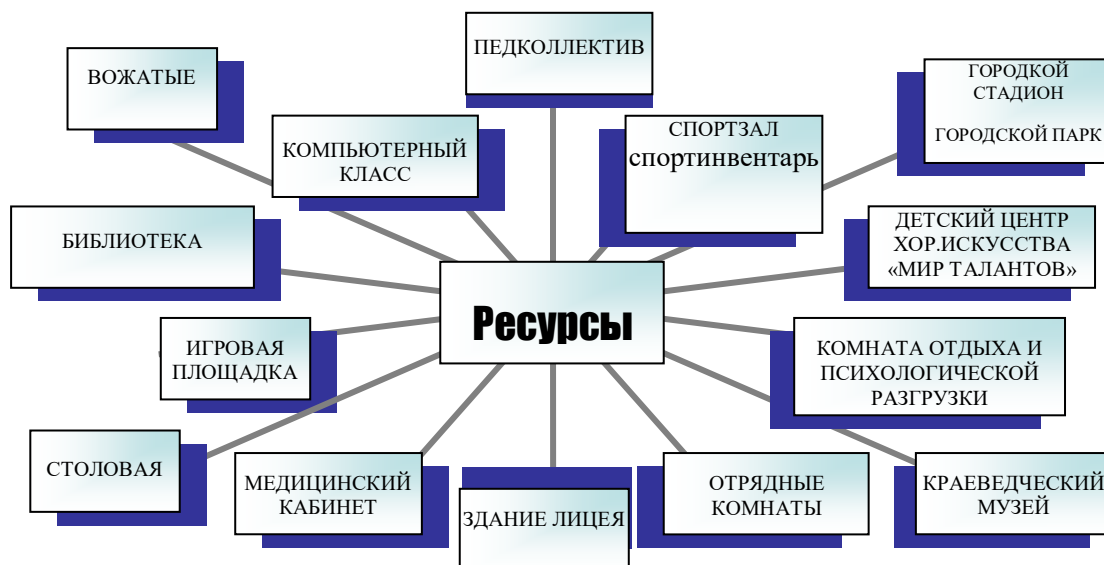 ПЕДКОЛЛЕКТИВ
ВОЖАТЫЕ
ГОРОДКОЙ
СТАДИОН
ГОРОДСКОЙ ПАРК
КОМПЬЮТЕРНЫЙ
КЛАСС
СПОРТЗАЛ
спортинвентарь
БИБЛИОТЕКА
ДЕТСКИЙ ЦЕНТР
ХОР.ИСКУССТВА
«МИР ТАЛАНТОВ»
Ресурсы
ИГРОВАЯ
ПЛОЩАДКА
КОМНАТА ОТДЫХА И
ПСИХОЛОГИЧЕСКОЙ
РАЗГРУЗКИ
СТОЛОВАЯ
МЕДИЦИНСКИЙ
КАБИНЕТ
ЗДАНИЕ ЛИЦЕЯ
ОТРЯДНЫЕ
КОМНАТЫ
КРАЕВЕДЧЕСКИЙ
МУЗЕЙ